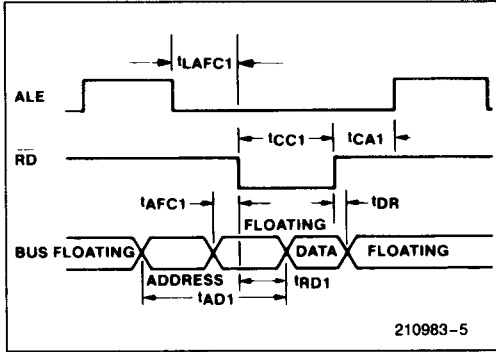 tLAFC1
ALE
tCC1
tCA1
RD
tAFC1
tDR
FLOATING
BUS FLOATING
DATA
FLOATING
ADDRESS
tRD1
tAD1
210983-5